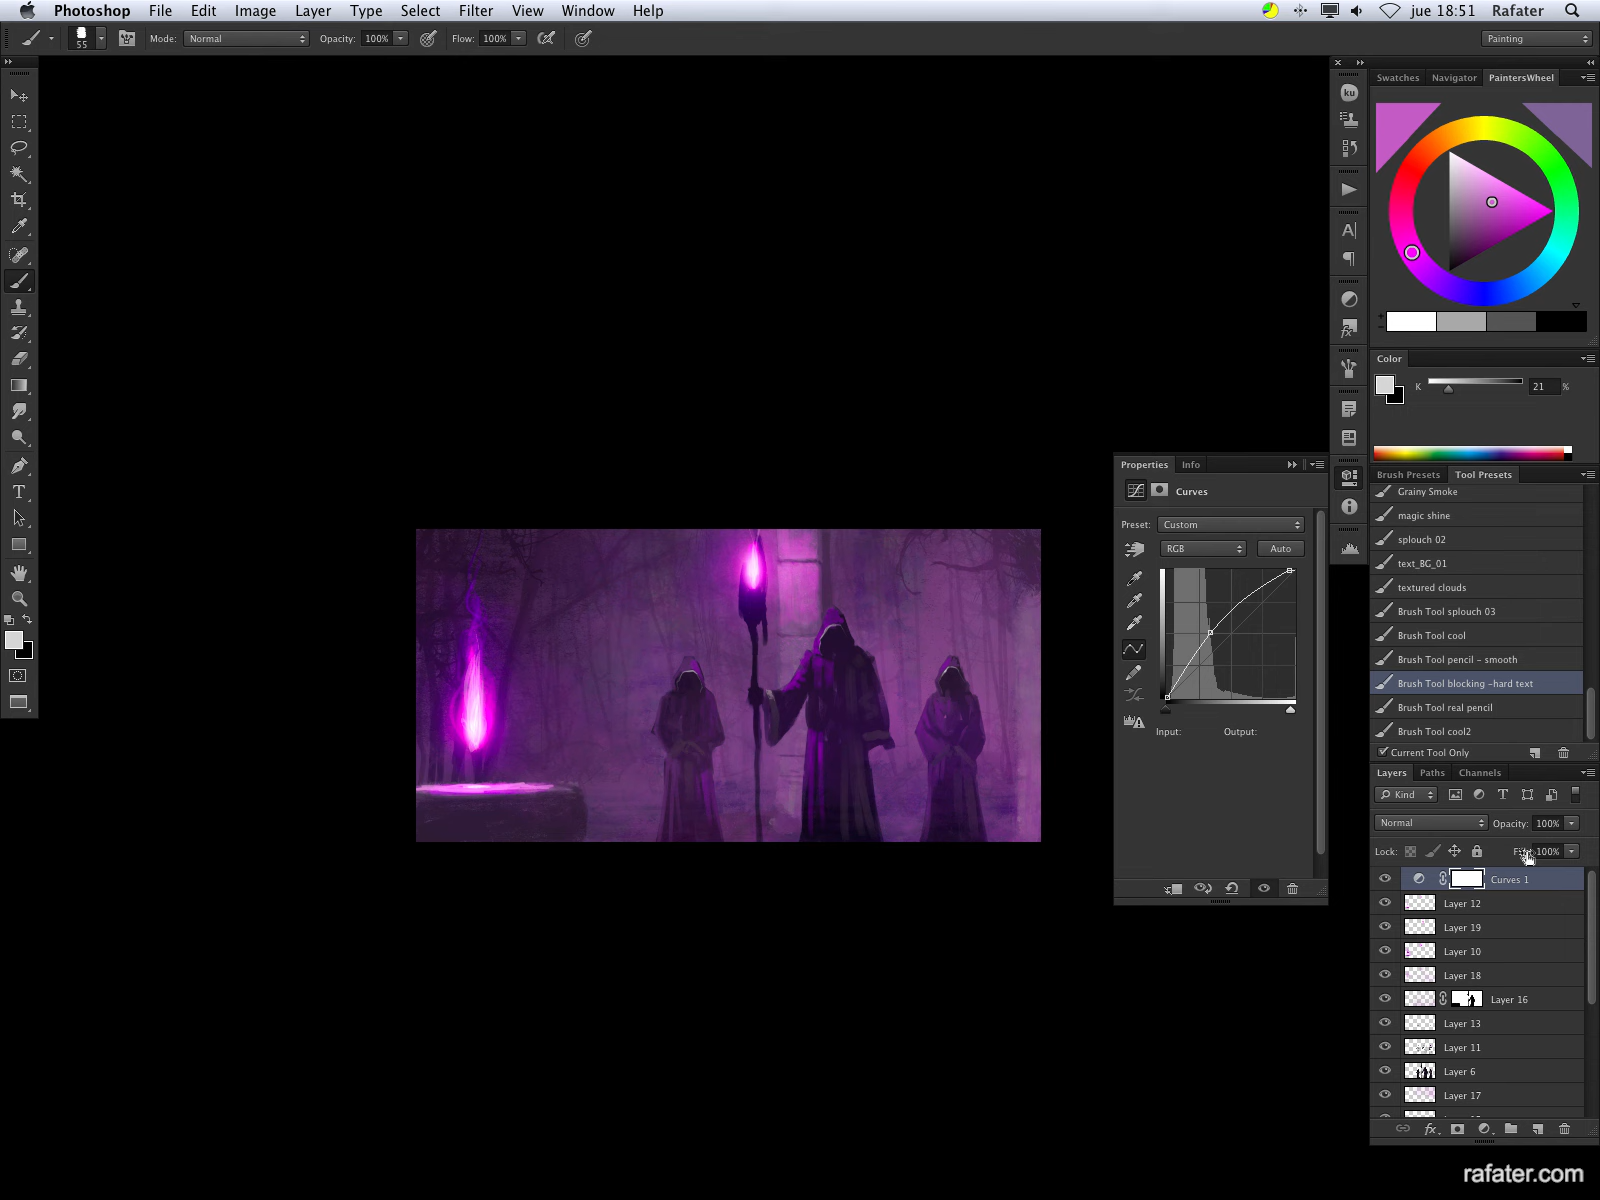 Photoshop File Edit Image Layer Type Select Filter View Window Help jue 18:51 Rafater
55 Mode: Normal Opacity: 100% Flow: 100% Painting
Swatches Navigator PaintersWheel
ku
A
fx
Color
K 21 %
Brush Presets Tool Presets
Grainy Smoke
magic shine
splouch 02
text_BG_01
textured clouds
Brush Tool splouch 03
Brush Tool cool
Brush Tool pencil - smooth
Brush Tool blocking -hard text
Brush Tool real pencil
Brush Tool cool2
Current Tool Only
T
Properties Info
Curves
Preset: Custom
RGB Auto
Input: Output:
Layers Paths Channels
Kind T
Normal Opacity: 100%
Lock: 100%
Curves 1
Layer 12
Layer 19
Layer 10
Layer 18
Layer 16
Layer 13
Layer 11
Layer 6
Layer 17
fx
rafater.com